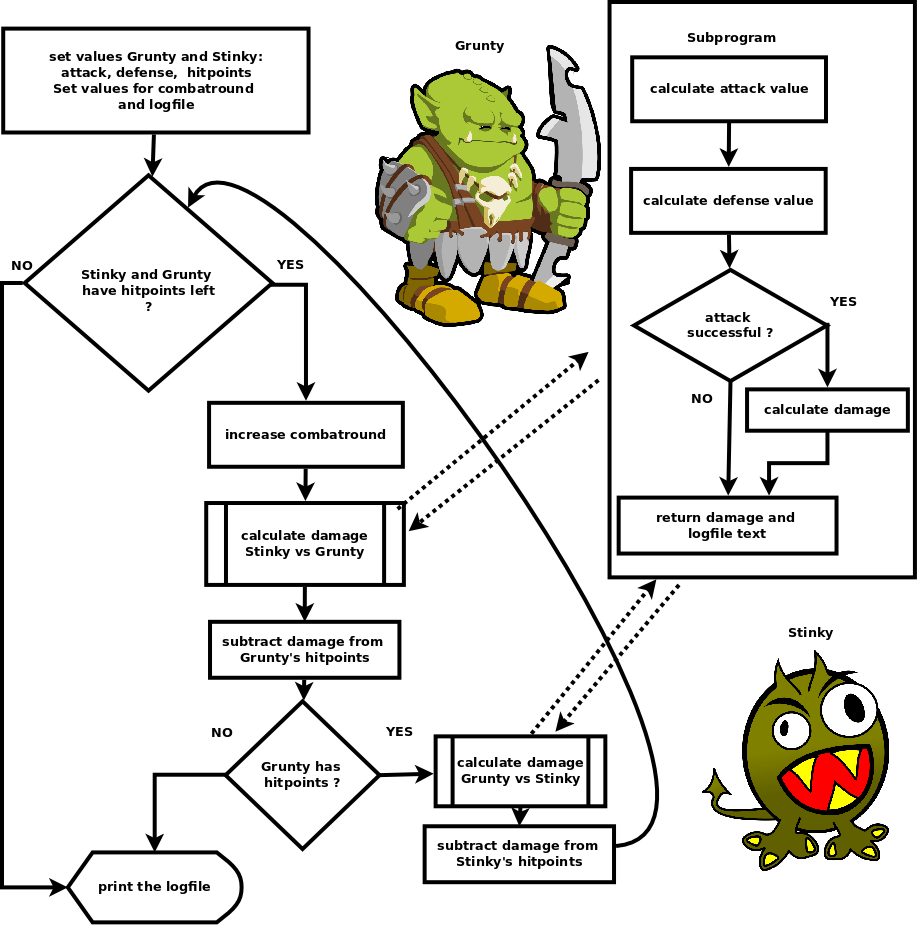 set values Grunty and Stinky:
attack, defense, hitpoints
Set values for combatround
and logfile
NO
YES
Stinky and Grunty
have hitpoints left
?
increase combatround
calculate damage
Stinky vs Grunty
subtract damage from
Grunty's hitpoints
NO
YES
Grunty has
hitpoints ?
calculate damage
Grunty vs Stinky
subtract damage from
Stinky's hitpoints
print the logfile
Grunty
Subprogram
calculate attack value
calculate defense value
attack
successful ?
YES
NO
calculate damage
return damage and
logfile text
Stinky